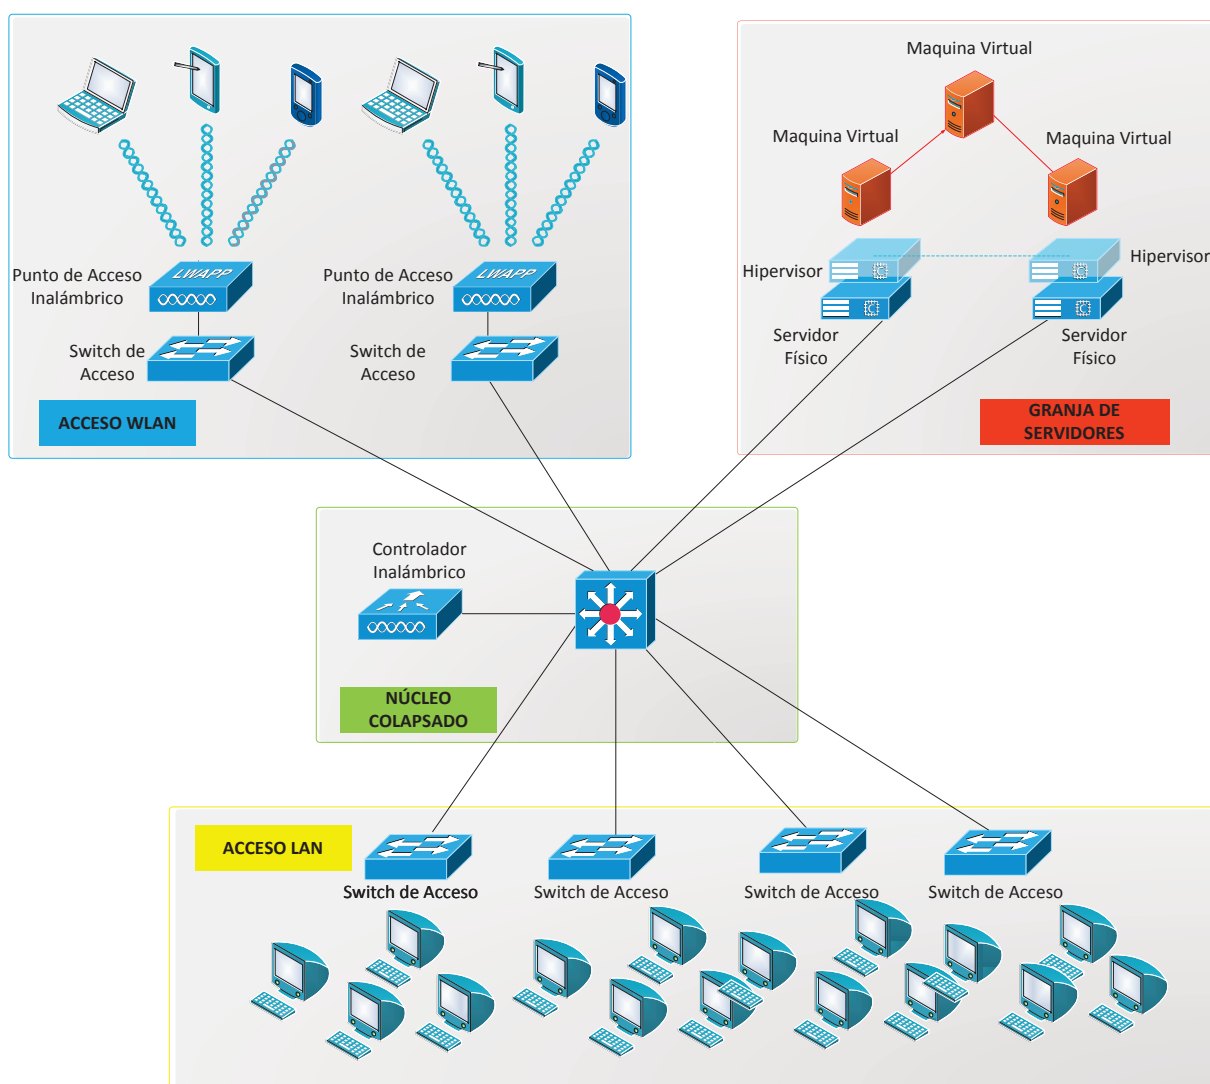 Maquina Virtual
Maquina Virtual
Maquina Virtual
LWAPP
LWAPP
Punto de Acceso
Inalámbrico
Punto de Acceso
Inalámbrico
Hipervisor
Hipervisor
C
C
C
C
Servidor
Físico
Servidor
Físico
Switch de
Acceso
Switch de
Acceso
ACCESO WLAN
GRANJA DE
SERVIDORES
Controlador
Inalámbrico
NÚCLEO
COLAPSADO
ACCESO LAN
Switch de Acceso
Switch de Acceso
Switch de Acceso
Switch de Acceso